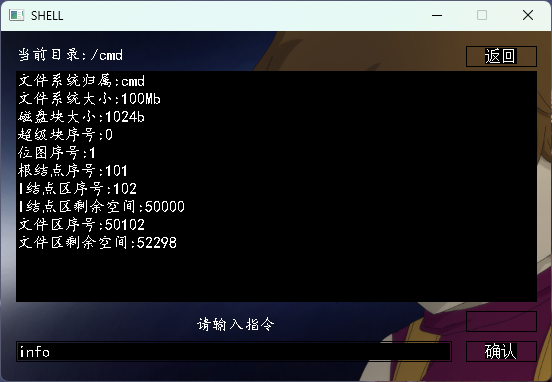 SHELL
当前目录:/cmd
返回
文件系统归属:cmd
文件系统大小:100Mb
磁盘块大小:1024b
超级块序号:0
位图序号:1
根结点序号:101
I结点区序号:102
I结点区剩余空间:50000
文件区序号:50102
文件区剩余空间:52298
请输入指令
info
确认